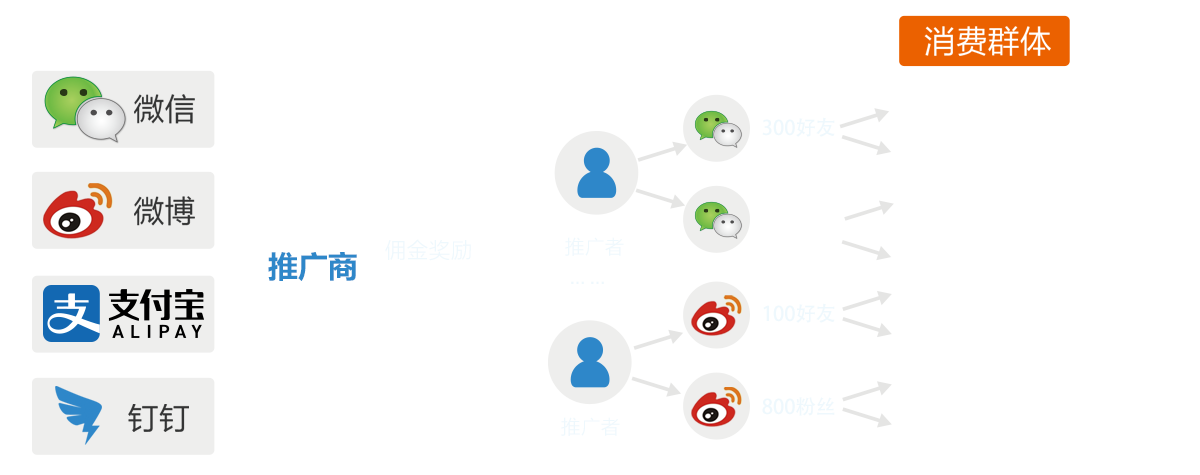 消费群体
微信
微博
支付宝
ALIPAY
钉钉
推广商
佣金奖励
推广者
... ...
推广者
300好友
100好友
800粉丝